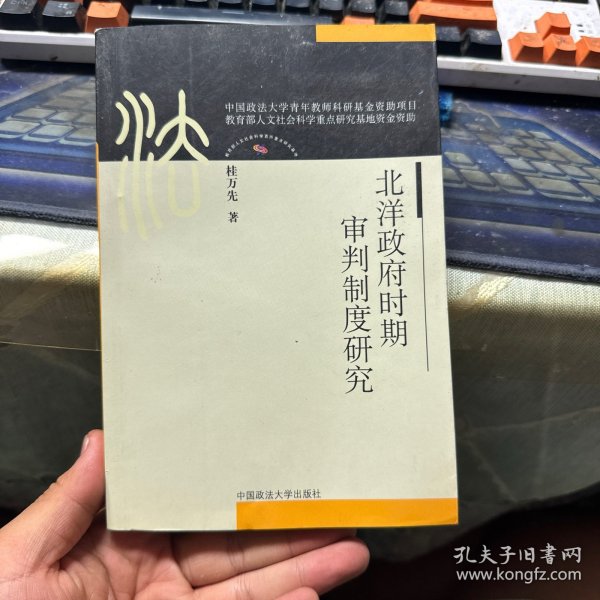 中国政法大学青年教师科研基金资助项目
教育部人文社会科学重点研究基地资金资助
法
桂万先 著
北洋政府时期
审判制度研究
中国政法大学出版社
孔夫子旧书网
www.kongfz.com